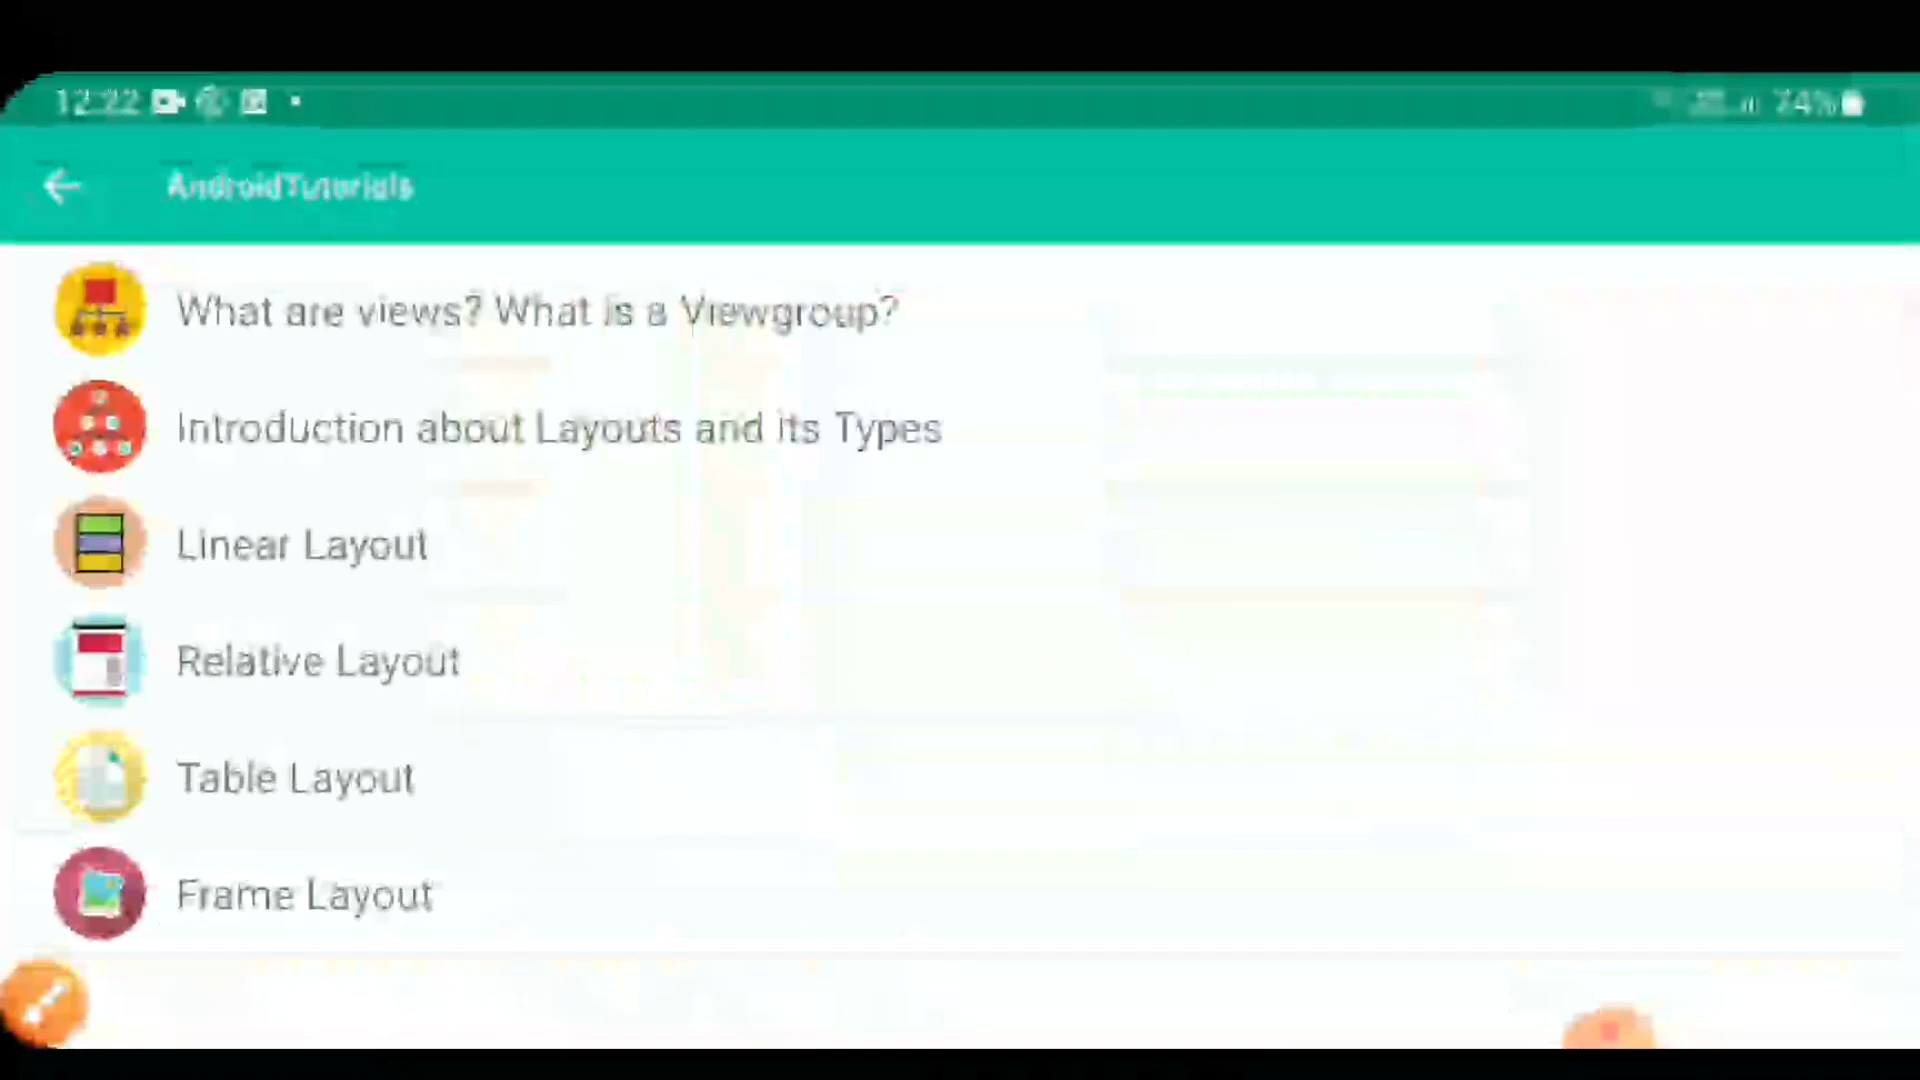 12:22
74%
AndroidTutorials
What are views? What is a Viewgroup?
Introduction about Layouts and its Types
Linear Layout
Relative Layout
Table Layout
Frame Layout